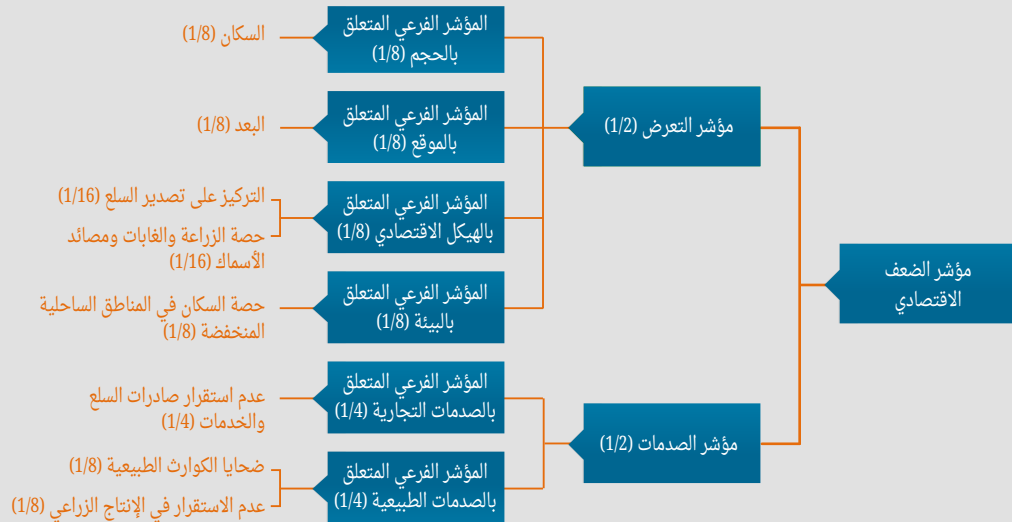 مؤشر الضعف
الاقتصادي
مؤشر التعرض (1/2)
المؤشر الفرعي المتعلق
بالحجم (1/8)
السكان (1/8)
المؤشر الفرعي المتعلق
بالموقع (1/8)
البعد (1/8)
المؤشر الفرعي المتعلق
بالهيكل الاقتصادي (1/8)
التركيز على تصدير السلع (1/16)
حصة الزراعة والغابات ومصائد
الأسماك (1/16)
المؤشر الفرعي المتعلق
بالبيئة (1/8)
حصة السكان في المناطق الساحلية
المنخفضة (1/8)
مؤشر الصدمات (1/2)
المؤشر الفرعي المتعلق
بالصدمات التجارية (1/4)
عدم استقرار صادرات السلع
والخدمات (1/4)
المؤشر الفرعي المتعلق
بالصدمات الطبيعية (1/4)
ضحايا الكوارث الطبيعية (1/8)
عدم الاستقرار في الإنتاج الزراعي (1/8)